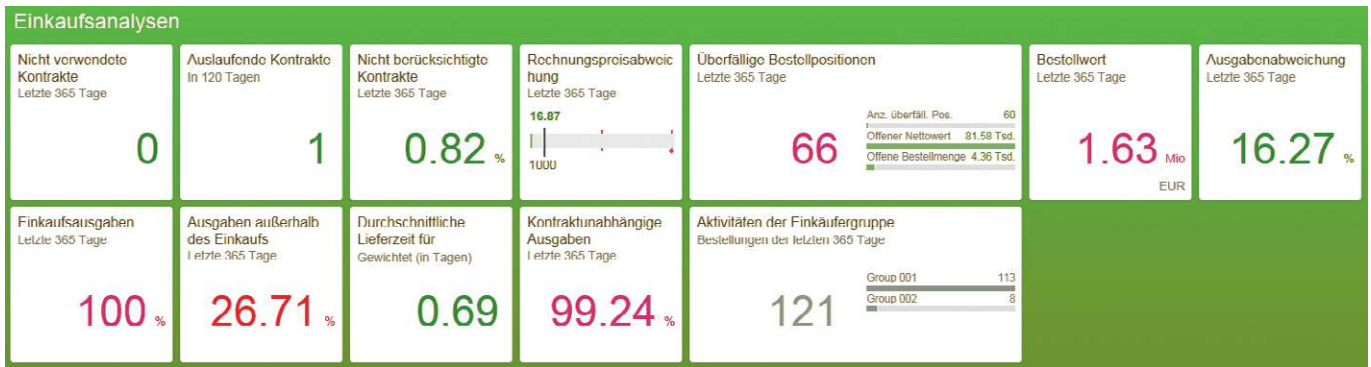 Einkaufsanalysen
Nicht verwendete
Kontrakte
Letzte 365 Tage
0
Auslaufende Kontrakte
In 120 Tagen
1
Nicht berücksichtigte
Kontrakte
Letzte 365 Tage
0.82 %
Rechnungspreisabweic
hung
Letzte 365 Tage
16.87
1000
Überfällige Bestellpositionen
Letzte 365 Tage
66
Anz. überfäll. Pos. 60
Offener Nettowert 81.58 Tsd.
Offene Bestellmenge 4.36 Tsd.
Bestellwert
Letzte 365 Tage
1.63 Mio
EUR
Ausgabenabweichung
Letzte 365 Tage
16.27 %
Einkaufsausgaben
Letzte 365 Tage
100 %
Ausgaben außerhalb
des Einkaufs
Letzte 365 Tage
26.71 %
Durchschnittliche
Lieferzeit für
Gewichtet (in Tagen)
0.69
Kontraktunabhängige
Ausgaben
Letzte 365 Tage
99.24 %
Aktivitäten der Einkäufergruppe
Bestellungen der letzten 365 Tage
121
Group 001 113
Group 002 8